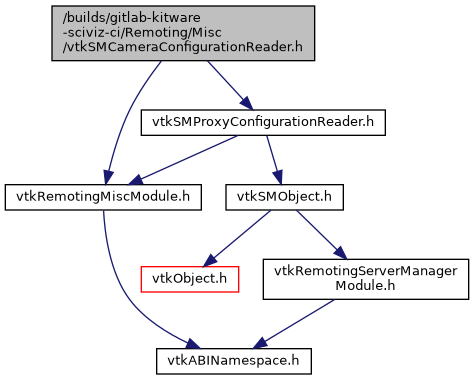 /builds/gitlab-kitware
-sciviz-ci/Remoting/Misc
/vtkSMCameraConfigurationReader.h
vtkSMProxyConfigurationReader.h
vtkRemotingMiscModule.h
vtkSMObject.h
vtkObject.h
vtkRemotingServerManager
Module.h
vtkABINamespace.h